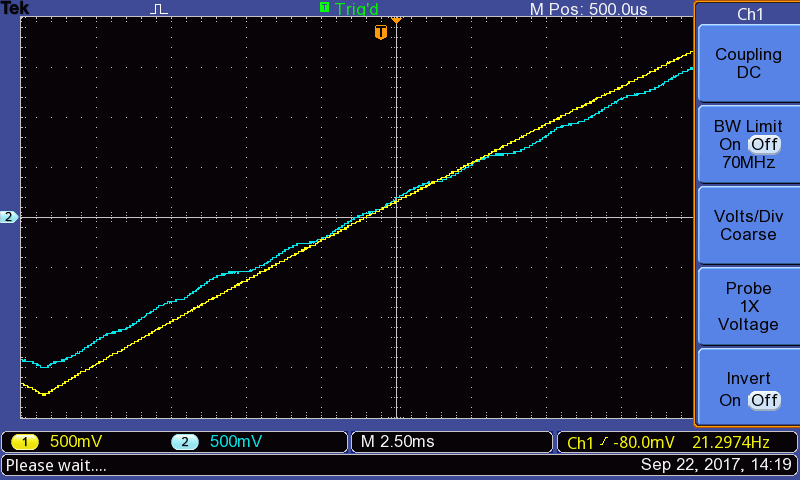 Tek T Trig'd M Pos: 500.0us Ch1
T
Coupling
DC
BW Limit
On Off
70MHz
2
Volts/Div
Coarse
Probe
1X
Voltage
Invert
On Off
1 500mV 2 500mV M 2.50ms Ch1 -80.0mV 21.2974Hz
Please wait.... Sep 22, 2017, 14:19